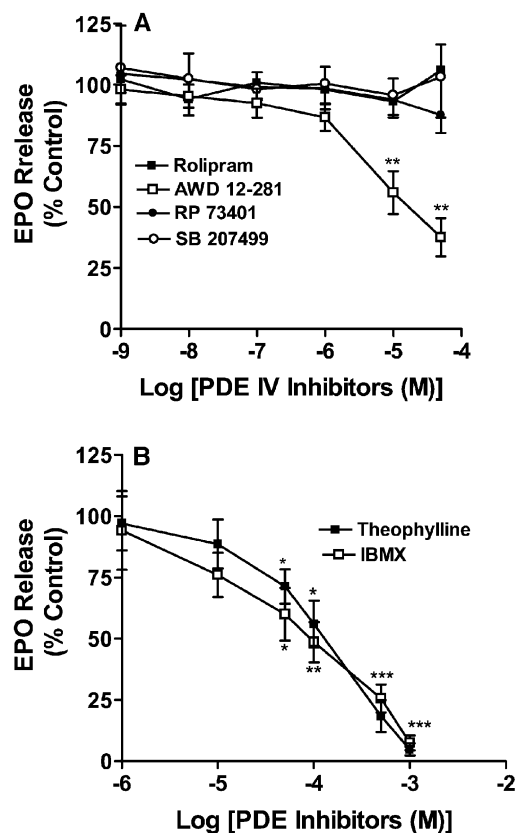 A
EPO Rrelease
(% Control)
125
100
75
50
25
0
Rolipram
AWD 12-281
RP 73401
SB 207499
**
**
-9 -8 -7 -6 -5 -4
Log [PDE IV Inhibitors (M)]
B
EPO Release
(% Control)
125
100
75
50
25
0
Theophylline
IBMX
*
*
*
**
***
***
-6 -5 -4 -3 -2
Log [PDE Inhibitors (M)]